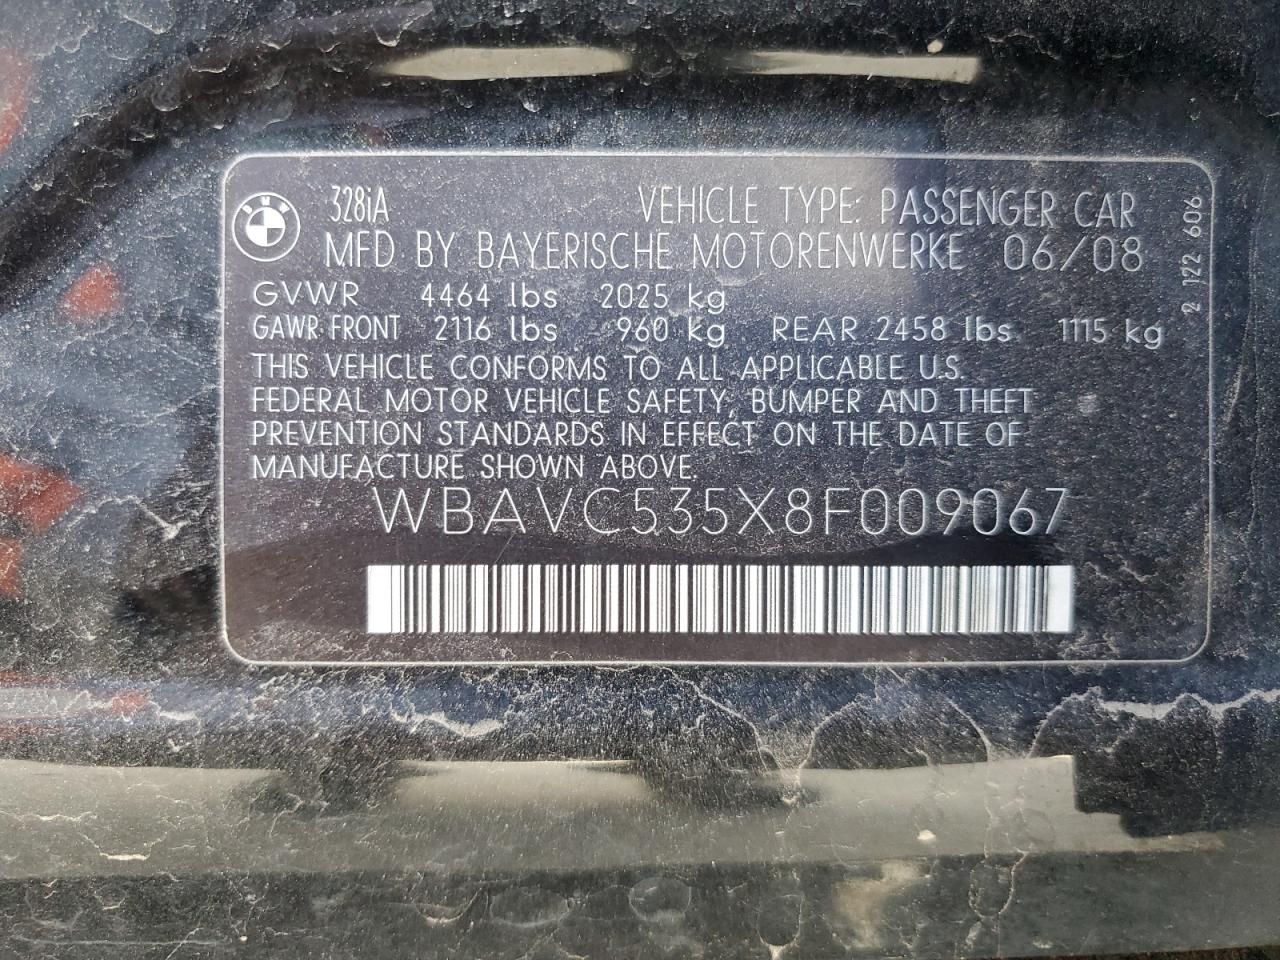 328iA VEHICLE TYPE: PASSENGER CAR
MFD BY BAYERISCHE MOTORENWERKE 06/08
GVWR 4464 lbs 2025 kg
GAWR FRONT 2116 lbs 960 kg REAR 2458 lbs 1115 kg
THIS VEHICLE CONFORMS TO ALL APPLICABLE U.S.
FEDERAL MOTOR VEHICLE SAFETY, BUMPER AND THEFT
PREVENTION STANDARDS IN EFFECT ON THE DATE OF
MANUFACTURE SHOWN ABOVE.
WBAVC535X8F009067
2 122 606